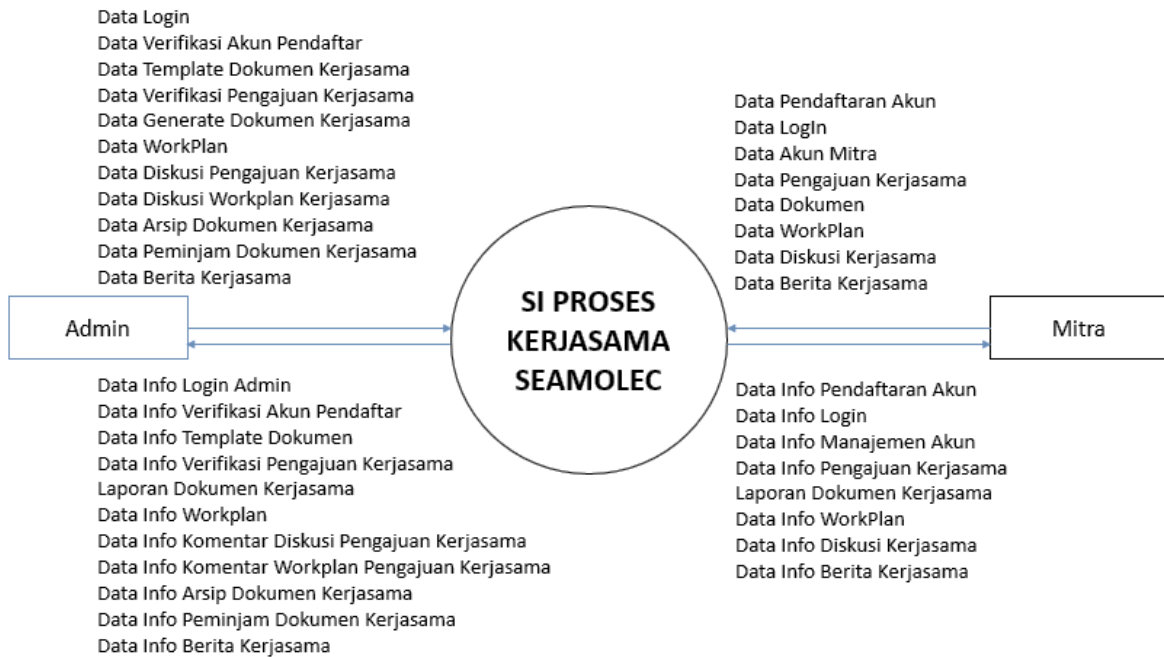 Data Login
Data Verifikasi Akun Pendaftar
Data Template Dokumen Kerjasama
Data Verifikasi Pengajuan Kerjasama
Data Generate Dokumen Kerjasama
Data WorkPlan
Data Diskusi Pengajuan Kerjasama
Data Diskusi Workplan Kerjasama
Data Arsip Dokumen Kerjasama
Data Peminjam Dokumen Kerjasama
Data Berita Kerjasama
Data Pendaftaran Akun
Data LogIn
Data Akun Mitra
Data Pengajuan Kerjasama
Data Dokumen
Data WorkPlan
Data Diskusi Kerjasama
Data Berita Kerjasama
Admin
SI PROSES
KERJASAMA
SEAMOLEC
Mitra
Data Info Login Admin
Data Info Verifikasi Akun Pendaftar
Data Info Template Dokumen
Data Info Verifikasi Pengajuan Kerjasama
Laporan Dokumen Kerjasama
Data Info Workplan
Data Info Komentar Diskusi Pengajuan Kerjasama
Data Info Komentar Workplan Pengajuan Kerjasama
Data Info Arsip Dokumen Kerjasama
Data Info Peminjam Dokumen Kerjasama
Data Info Berita Kerjasama
Data Info Pendaftaran Akun
Data Info Login
Data Info Manajemen Akun
Data Info Pengajuan Kerjasama
Laporan Dokumen Kerjasama
Data Info WorkPlan
Data Info Diskusi Kerjasama
Data Info Berita Kerjasama